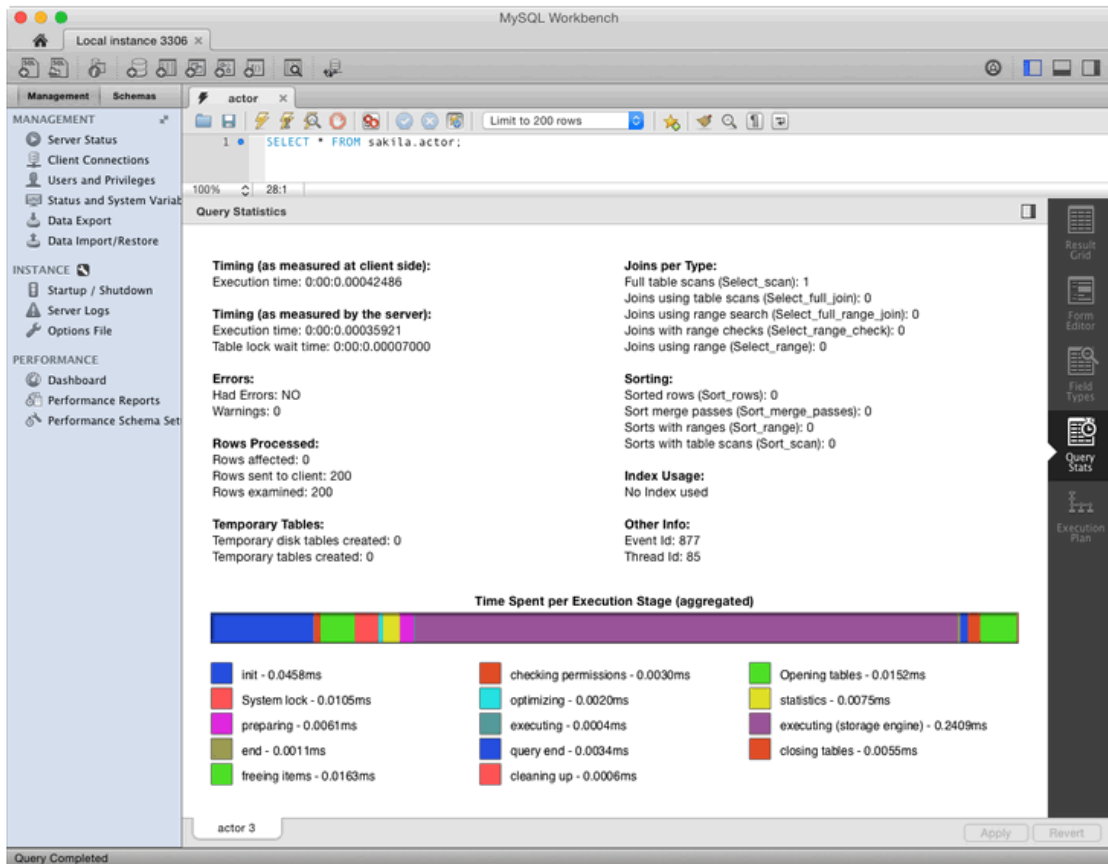 MySQL Workbench
Local instance 3306
Management Schemas
actor
MANAGEMENT
Server Status
Client Connections
Users and Privileges
Status and System Variab
Data Export
Data Import/Restore
INSTANCE
Startup / Shutdown
Server Logs
Options File
PERFORMANCE
Dashboard
Performance Reports
Performance Schema Set
Limit to 200 rows
1 SELECT * FROM sakila.actor;
100% 28:1
Query Statistics
Timing (as measured at client side):
Execution time: 0:00:0.00042486
Timing (as measured by the server):
Execution time: 0:00:0.00035921
Table lock wait time: 0:00:0.00007000
Errors:
Had Errors: NO
Warnings: 0
Rows Processed:
Rows affected: 0
Rows sent to client: 200
Rows examined: 200
Temporary Tables:
Temporary disk tables created: 0
Temporary tables created: 0
Joins per Type:
Full table scans (Select_scan): 1
Joins using table scans (Select_full_join): 0
Joins using range search (Select_full_range_join): 0
Joins with range checks (Select_range_check): 0
Joins using range (Select_range): 0
Sorting:
Sorted rows (Sort_rows): 0
Sort merge passes (Sort_merge_passes): 0
Sorts with ranges (Sort_range): 0
Sorts with table scans (Sort_scan): 0
Index Usage:
No Index used
Other Info:
Event Id: 877
Thread Id: 85
Time Spent per Execution Stage (aggregated)
init - 0.0458ms
checking permissions - 0.0030ms
Opening tables - 0.0152ms
System lock - 0.0105ms
optimizing - 0.0020ms
statistics - 0.0075ms
preparing - 0.0061ms
executing - 0.0004ms
executing (storage engine) - 0.2409ms
end - 0.0011ms
query end - 0.0034ms
closing tables - 0.0055ms
freeing items - 0.0163ms
cleaning up - 0.0006ms
Result
Grid
Form
Editor
Field
Types
Query
Stats
Execution
Plan
actor 3
Apply
Revert
Query Completed